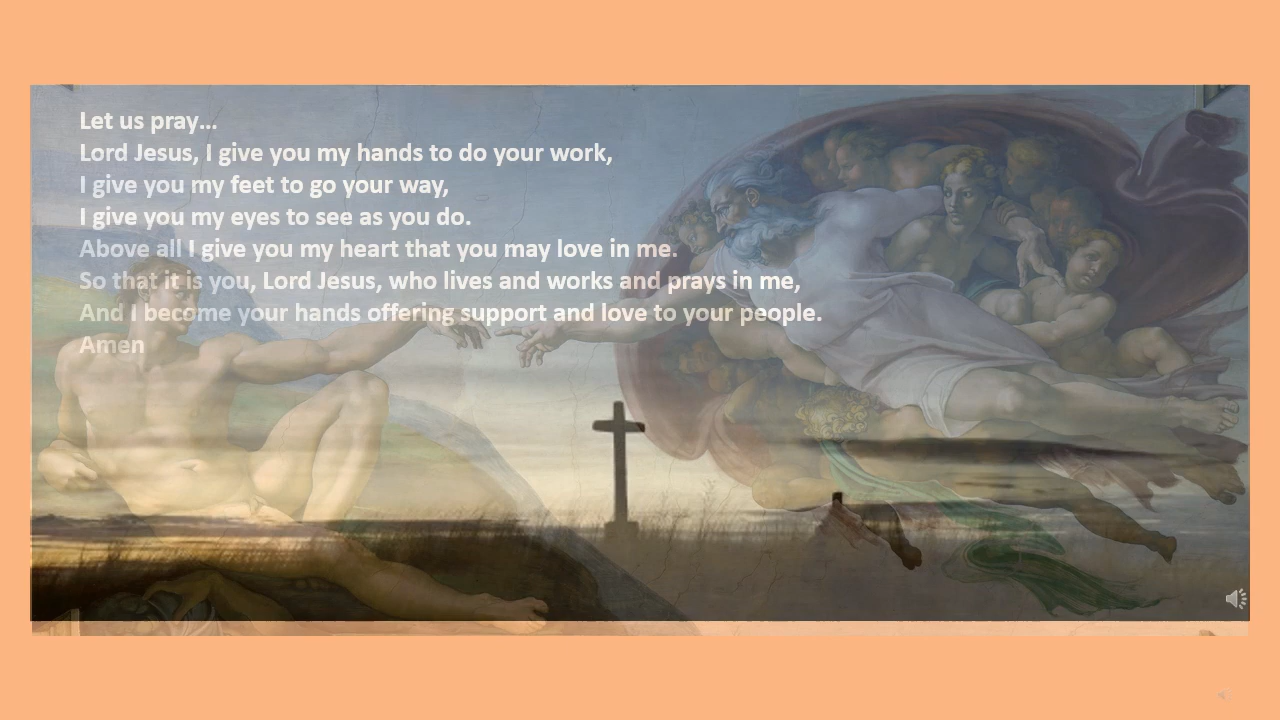 Let us pray…
Lord Jesus, I give you my hands to do your work,
I give you my feet to go your way,
I give you my eyes to see as you do.
Above all I give you my heart that you may love in me.
So that it is you, Lord Jesus, who lives and works and prays in me,
And I become your hands offering support and love to your people.
Amen